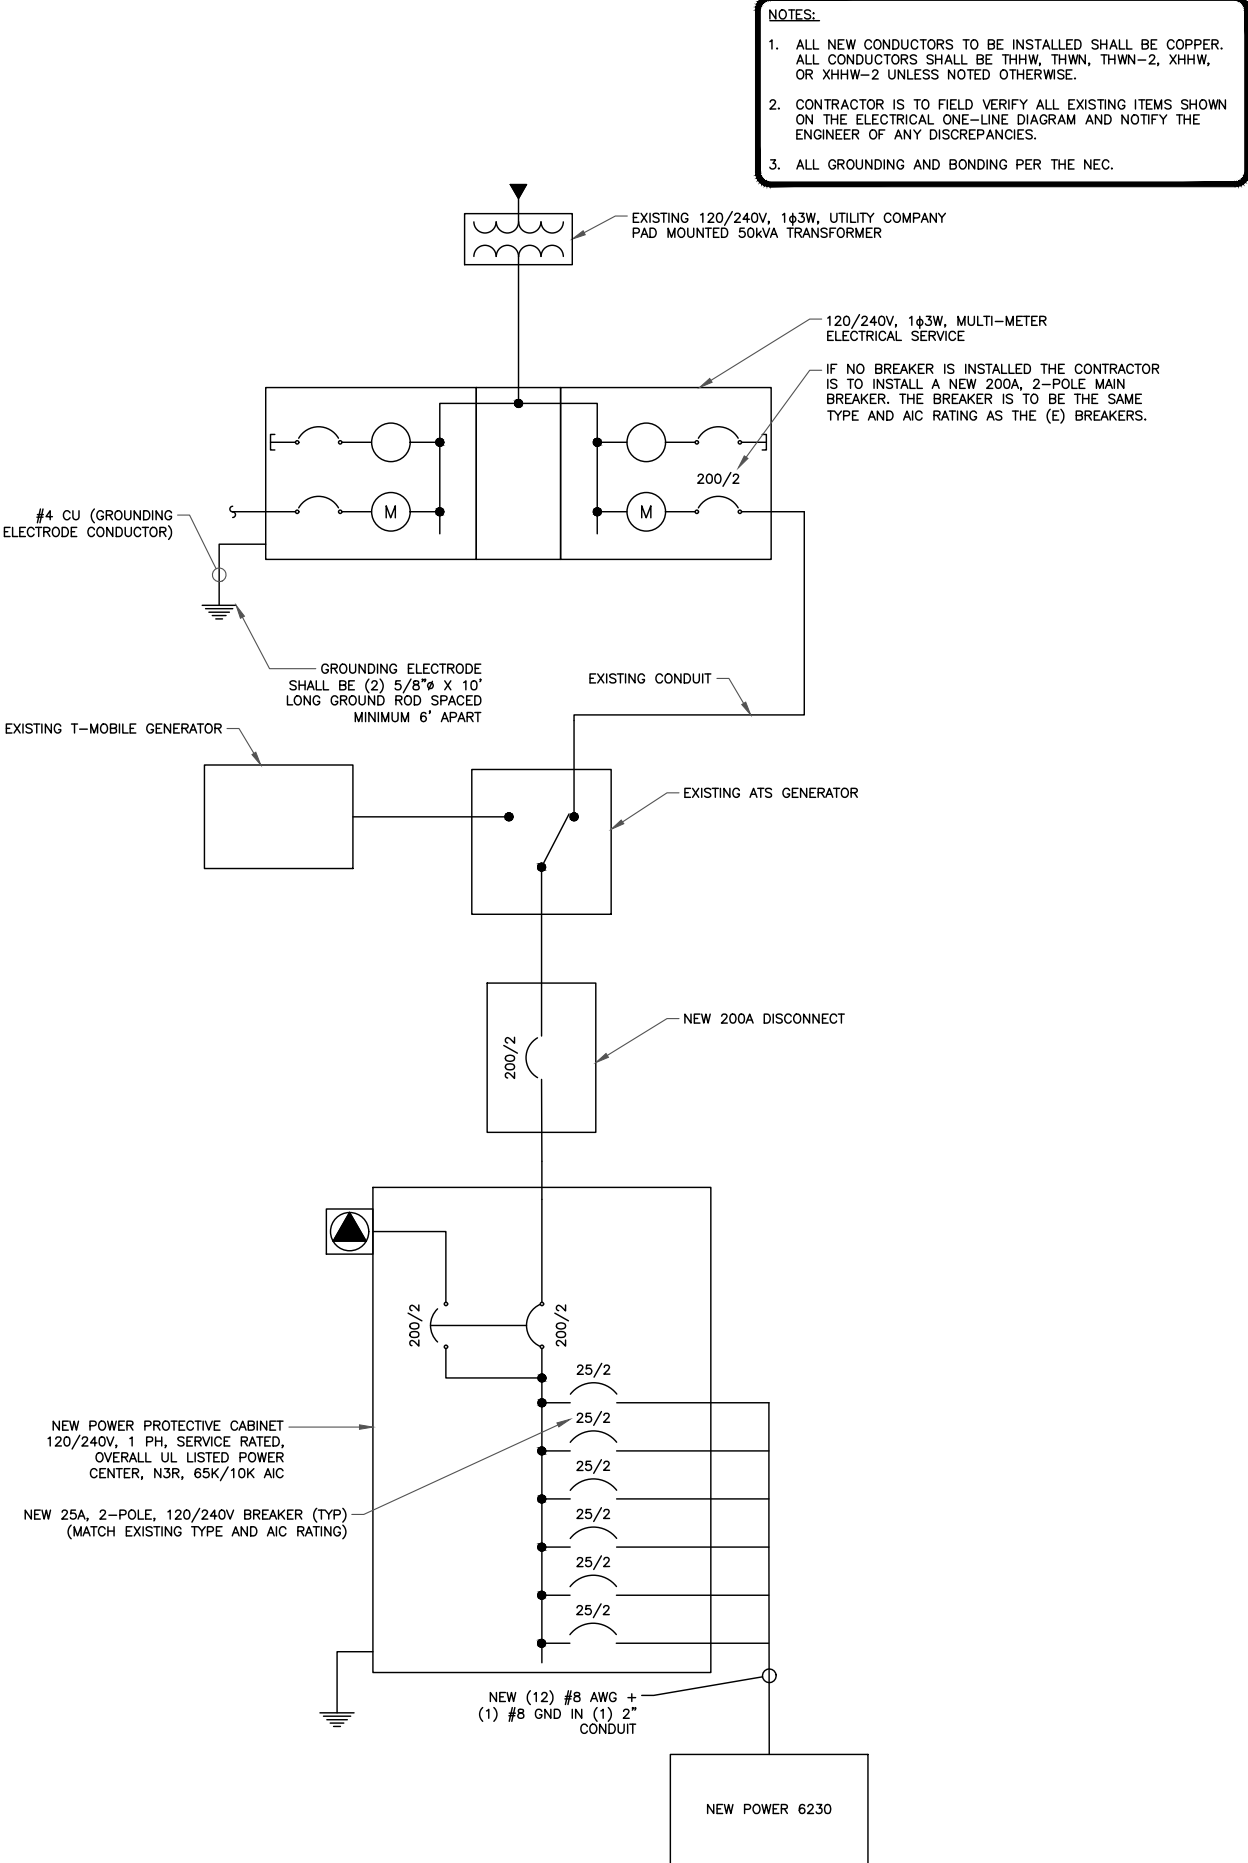 NOTES:
1. ALL NEW CONDUCTORS TO BE INSTALLED SHALL BE COPPER.
ALL CONDUCTORS SHALL BE THHW, THWN, THWN-2, XHHW,
OR XHHW-2 UNLESS NOTED OTHERWISE.
2. CONTRACTOR IS TO FIELD VERIFY ALL EXISTING ITEMS SHOWN
ON THE ELECTRICAL ONE-LINE DIAGRAM AND NOTIFY THE
ENGINEER OF ANY DISCREPANCIES.
3. ALL GROUNDING AND BONDING PER THE NEC.
EXISTING 120/240V, 1ϕ3W, UTILITY COMPANY
PAD MOUNTED 50kVA TRANSFORMER
120/240V, 1ϕ3W, MULTI-METER
ELECTRICAL SERVICE
IF NO BREAKER IS INSTALLED THE CONTRACTOR
IS TO INSTALL A NEW 200A, 2-POLE MAIN
BREAKER. THE BREAKER IS TO BE THE SAME
TYPE AND AIC RATING AS THE (E) BREAKERS.
200/2
M
M
#4 CU (GROUNDING
ELECTRODE CONDUCTOR)
GROUNDING ELECTRODE
SHALL BE (2) 5/8"ø X 10'
LONG GROUND ROD SPACED
MINIMUM 6' APART
EXISTING CONDUIT
EXISTING T-MOBILE GENERATOR
EXISTING ATS GENERATOR
NEW 200A DISCONNECT
200/2
200/2
200/2
25/2
25/2
25/2
25/2
25/2
25/2
NEW POWER PROTECTIVE CABINET
120/240V, 1 PH, SERVICE RATED,
OVERALL UL LISTED POWER
CENTER, N3R, 65K/10K AIC
NEW 25A, 2-POLE, 120/240V BREAKER (TYP)
(MATCH EXISTING TYPE AND AIC RATING)
NEW (12) #8 AWG +
(1) #8 GND IN (1) 2"
CONDUIT
NEW POWER 6230